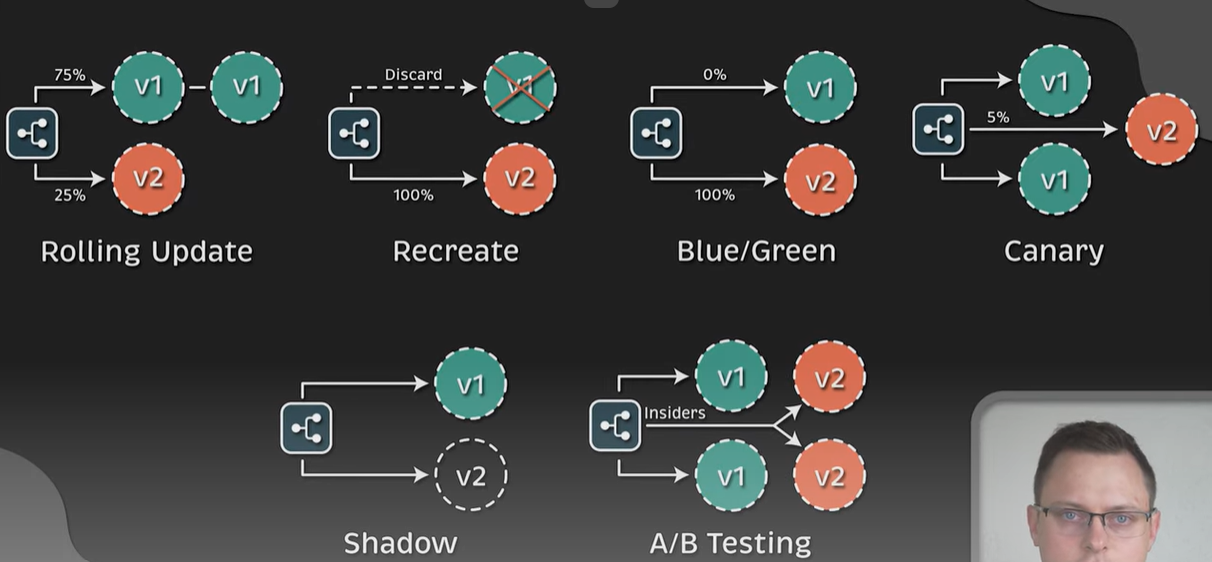 75%
v1
v1
v2
25%
Rolling Update
Discard
v1
v2
100%
Recreate
0%
v1
v2
100%
Blue/Green
v1
5%
v2
v1
Canary
v1
v2
Shadow
v1
v2
Insiders
v1
v2
A/B Testing